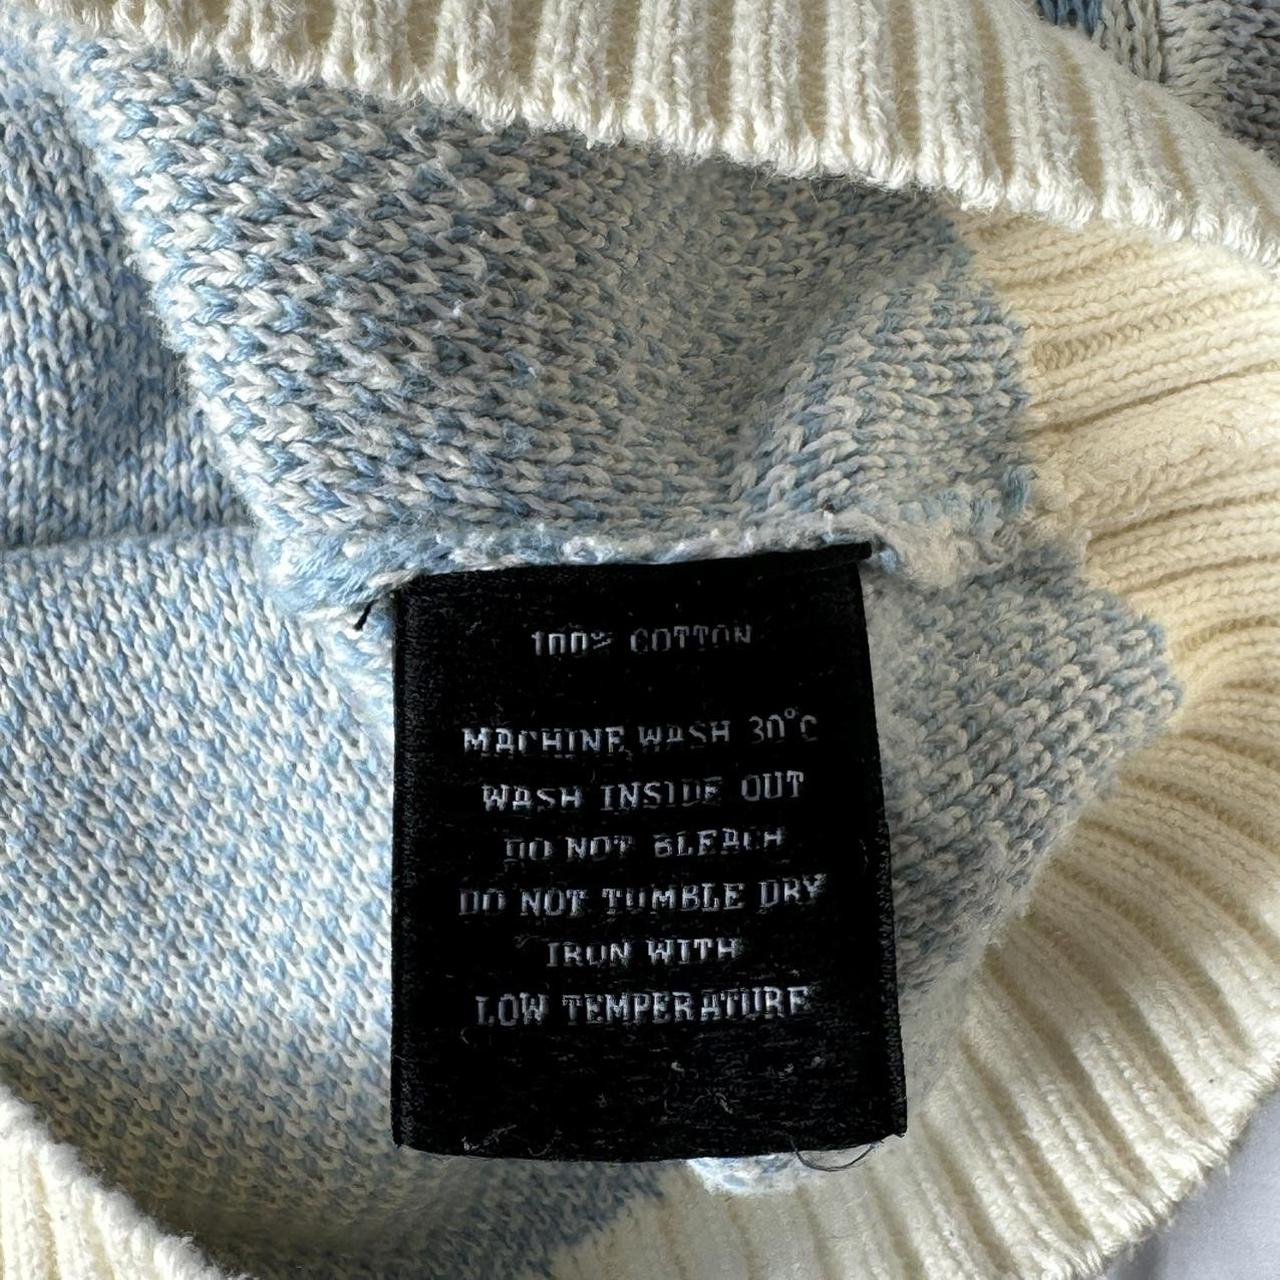 100% COTTON
MACHINE WASH 30°C
WASH INSIDE OUT
DO NOT BLEACH
DO NOT TUMBLE DRY
IRON WITH
LOW TEMPERATURE